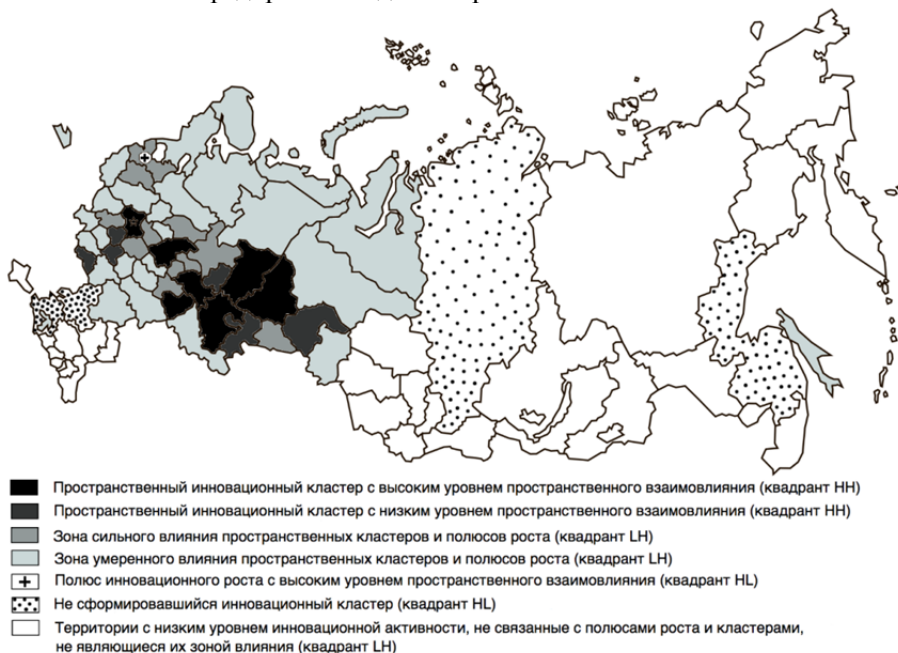 Пространственный инновационный кластер с высоким уровнем пространственного взаимовлияния (квадрант HH)
Пространственный инновационный кластер с низким уровнем пространственного взаимовлияния (квадрант HH)
Зона сильного влияния пространственных кластеров и полюсов роста (квадрант LH)
Зона умеренного влияния пространственных кластеров и полюсов роста (квадрант LH)
Полюс инновационного роста с высоким уровнем пространственного взаимовлияния (квадрант HL)
Не сформировавшийся инновационный кластер (квадрант HL)
Территории с низким уровнем инновационной активности, не связанные с полюсами роста и кластерами,
не являющиеся их зоной влияния (квадрант LH)